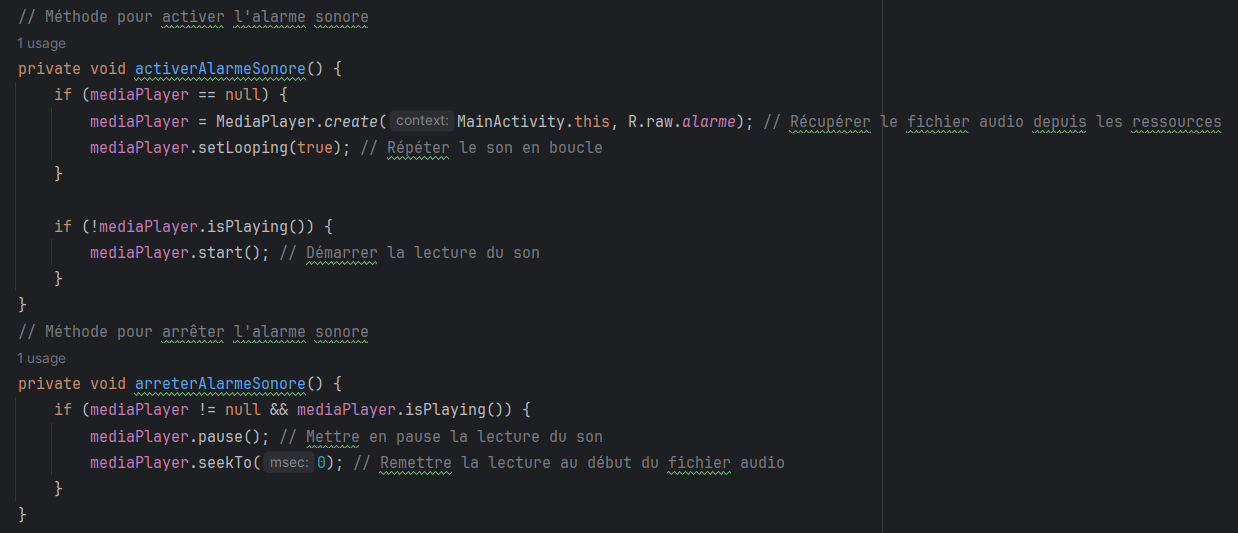 // Méthode pour activer l'alarme sonore
1 usage
private void activerAlarmeSonore() {
    if (mediaPlayer == null) {
        mediaPlayer = MediaPlayer.create( context: MainActivity.this, R.raw.alarme); // Récupérer le fichier audio depuis les ressources
        mediaPlayer.setLooping(true); // Répéter le son en boucle
    }

    if (!mediaPlayer.isPlaying()) {
        mediaPlayer.start(); // Démarrer la lecture du son
    }
}
// Méthode pour arrêter l'alarme sonore
1 usage
private void arreterAlarmeSonore() {
    if (mediaPlayer != null && mediaPlayer.isPlaying()) {
        mediaPlayer.pause(); // Mettre en pause la lecture du son
        mediaPlayer.seekTo( msec: 0); // Remettre la lecture au début du fichier audio
    }
}